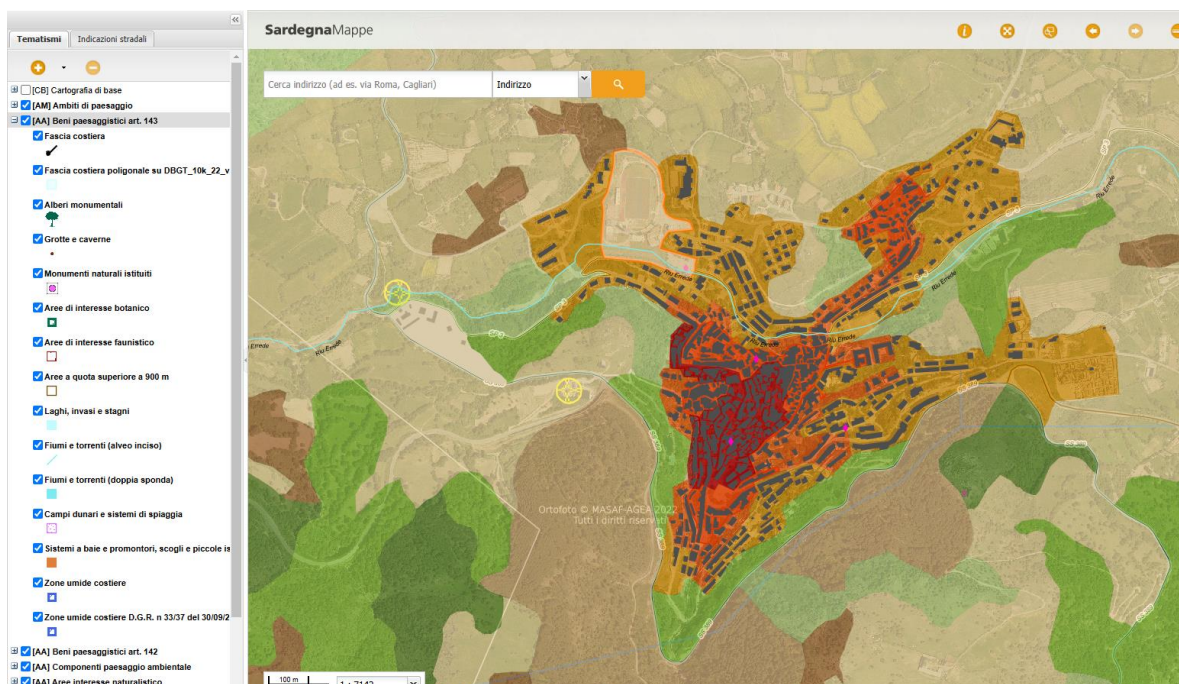 SardegnaMappe
Tematismi
Indicazioni stradali
Cerca indirizzo (ad es. via Roma, Cagliari)
Indirizzo
[CB] Cartografia di base
[AM] Ambiti di paesaggio
[AA] Beni paesaggistici art. 143
Fascia costiera
Fascia costiera poligonale su DBGT_10k_22_v
Alberi monumentali
Grotte e caverne
Monumenti naturali istituiti
Aree di interesse botanico
Aree di interesse faunistico
Aree a quota superiore a 900 m
Laghi, invasi e stagni
Fiumi e torrenti (alveo inciso)
Fiumi e torrenti (doppia sponda)
Campi dunari e sistemi di spiaggia
Sistemi a baie e promontori, scogli e piccole is
Zone umide costiere
Zone umide costiere D.G.R. n 33/37 del 30/09/2
[AA] Beni paesaggistici art. 142
[AA] Componenti paesaggio ambientale
[AA] Aree interesse naturalistico
Riu Errede
Riu Errede
Riu Errede
Riu Errede
Riu Errede
Errede
Ortofoto © MASAF-AGEA 2022
Tutti i diritti riservati
100 m
1 : 7142